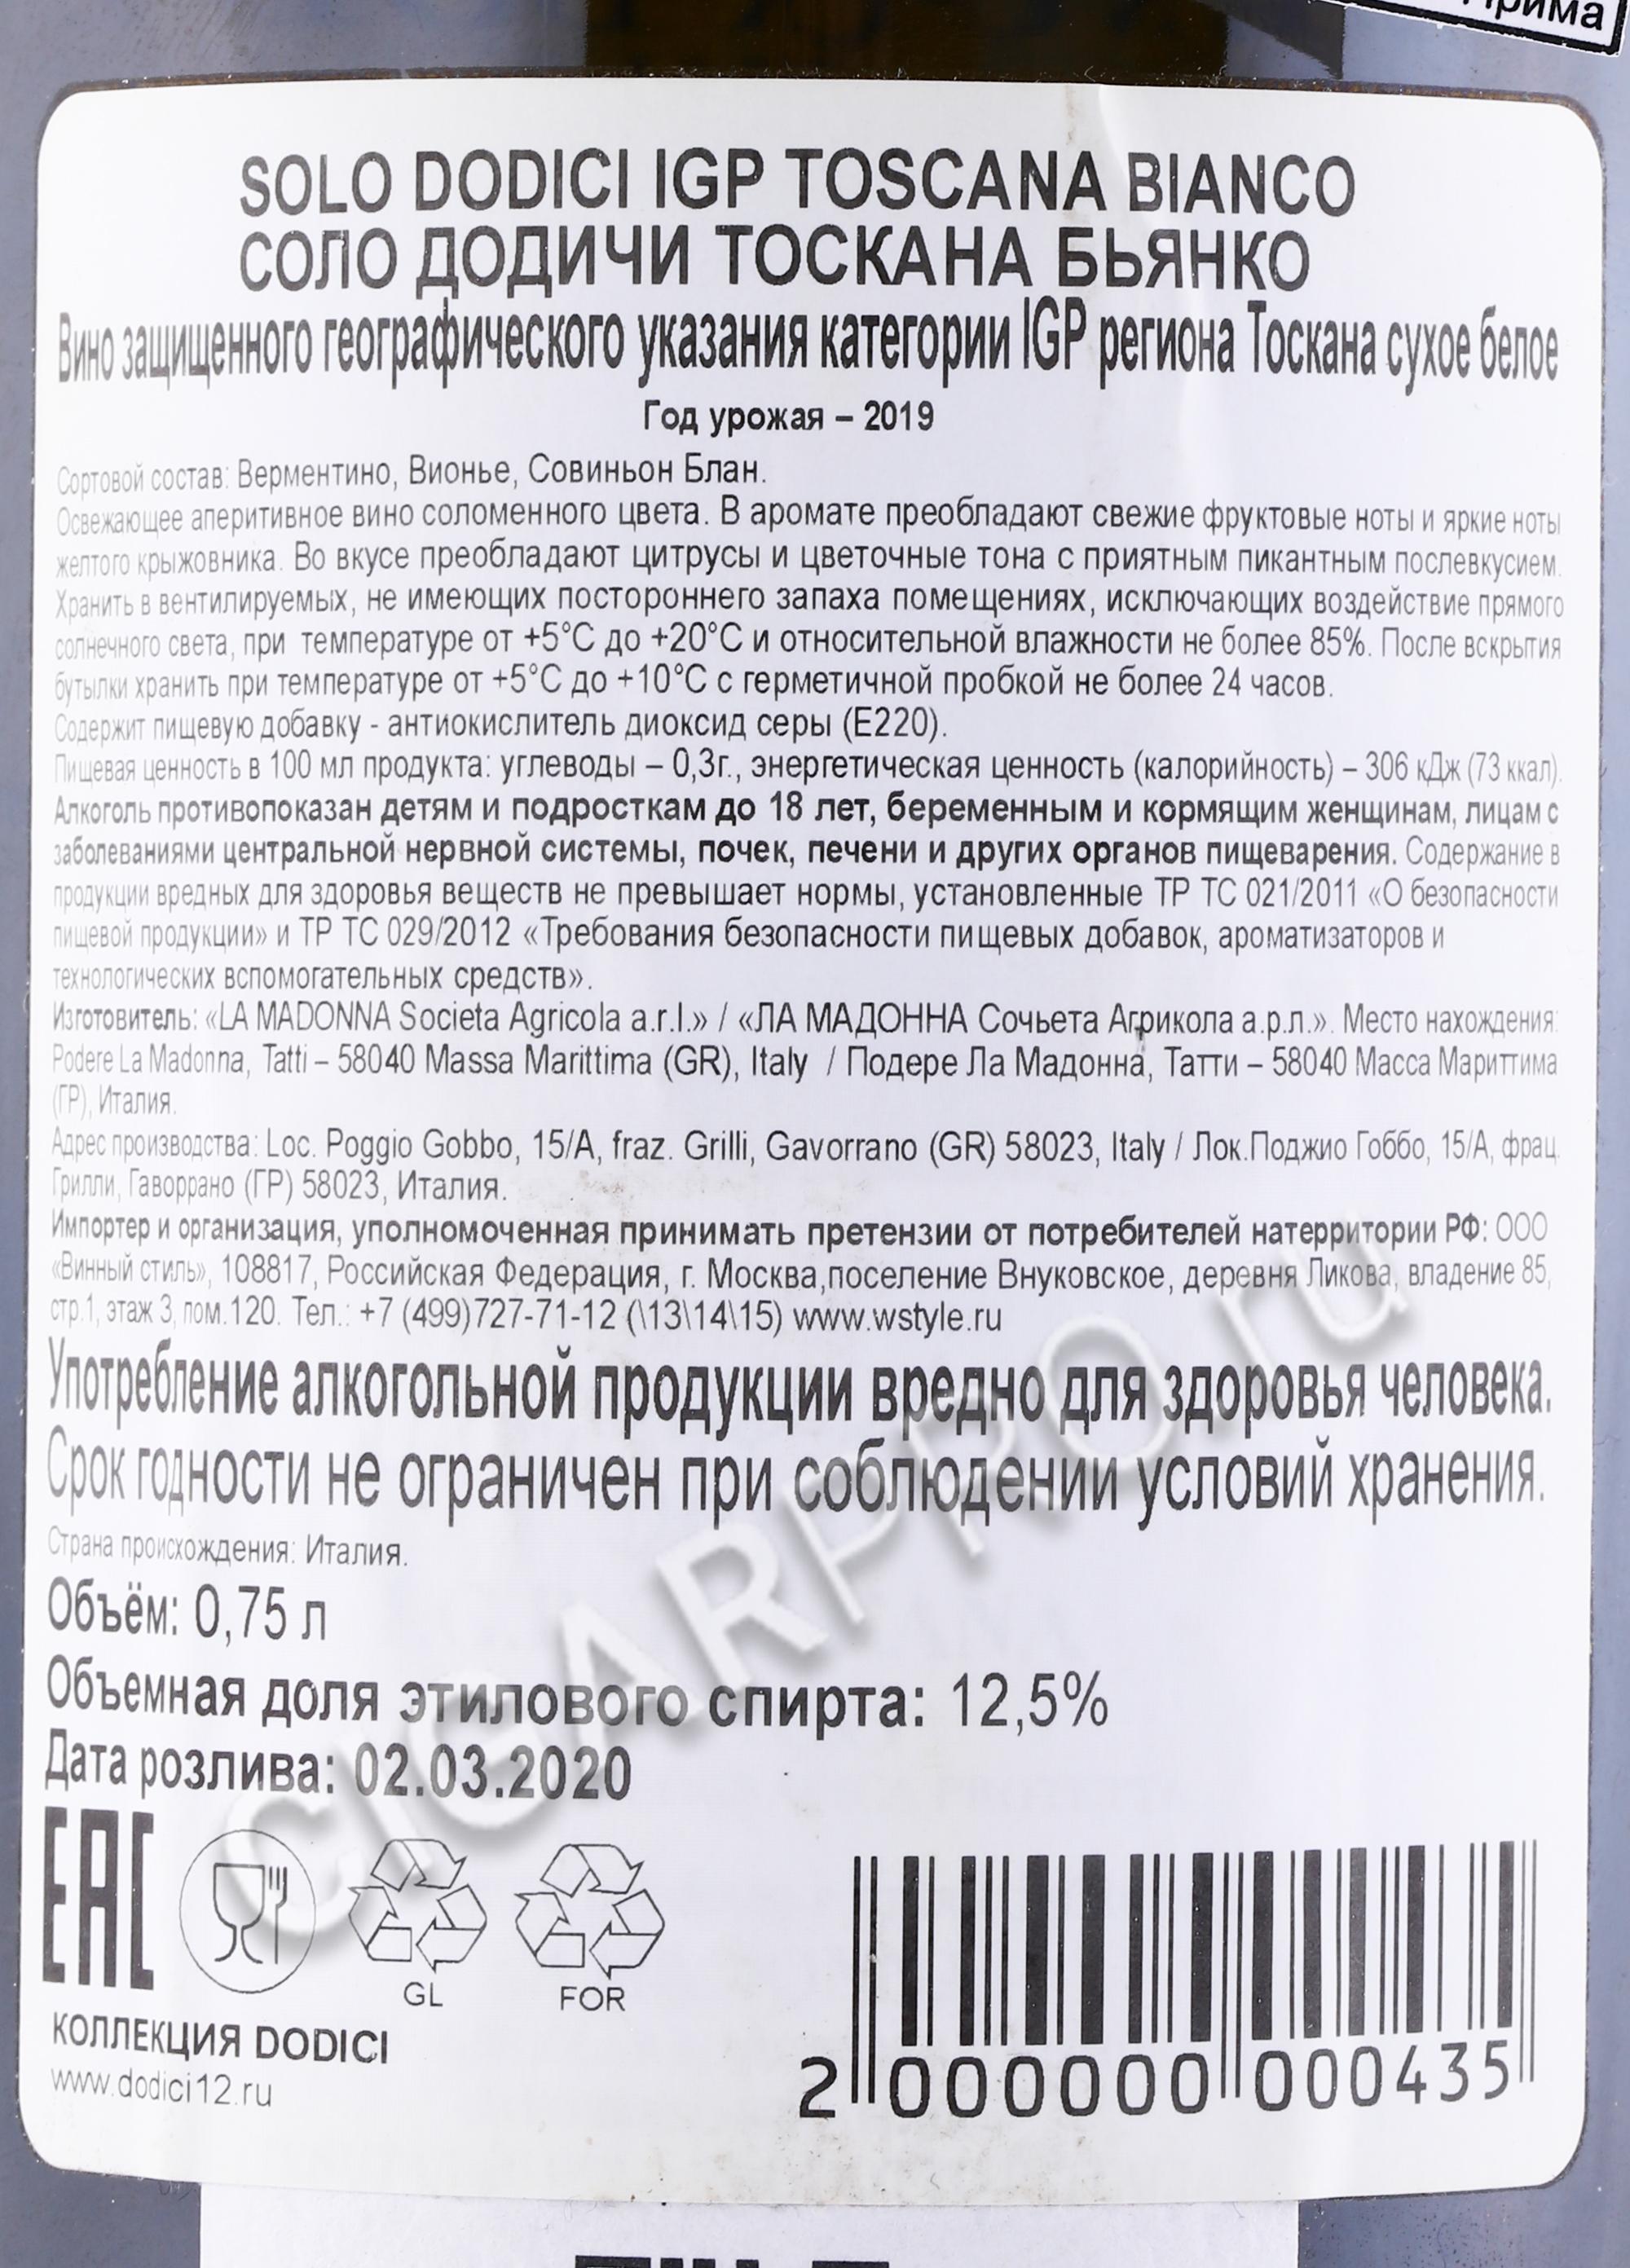 Прима
SOLO DODICI IGP TOSCANA BIANCO
СОЛО ДОДИЧИ ТОСКАНА БЬЯНКО
Вино защищенного географического указания категории IGP региона Тоскана сухое белое
Год урожая – 2019
Сортовой состав: Верментино, Вионье, Совиньон Блан.
Освежающее аперитивное вино соломенного цвета. В аромате преобладают свежие фруктовые ноты и яркие ноты
желтого крыжовника. Во вкусе преобладают цитрусы и цветочные тона с приятным пикантным послевкусием.
Хранить в вентилируемых, не имеющих постороннего запаха помещениях, исключающих воздействие прямого
солнечного света, при температуре от +5°С до +20°С и относительной влажности не более 85%. После вскрытия
бутылки хранить при температуре от +5°С до +10°С с герметичной пробкой не более 24 часов.
Содержит пищевую добавку - антиокислитель диоксид серы (Е220).
Пищевая ценность в 100 мл продукта: углеводы – 0,3г., энергетическая ценность (калорийность) – 306 кДж (73 ккал).
Алкоголь противопоказан детям и подросткам до 18 лет, беременным и кормящим женщинам, лицам с
заболеваниями центральной нервной системы, почек, печени и других органов пищеварения. Содержание в
продукции вредных для здоровья веществ не превышает нормы, установленные ТР ТС 021/2011 «О безопасности
пищевой продукции» и ТР ТС 029/2012 «Требования безопасности пищевых добавок, ароматизаторов и
технологических вспомогательных средств».
Изготовитель: «LA MADONNA Societa Agricola a.r.l.» / «ЛА МАДОННА Сочьета Агрикола а.р.л.». Место нахождения:
Podere La Madonna, Tatti – 58040 Massa Marittima (GR), Italy / Подере Ла Мадонна, Татти – 58040 Масса Мариттима
(ГР), Италия.
Адрес производства: Loc. Poggio Gobbo, 15/A, fraz. Grilli, Gavorrano (GR) 58023, Italy / Лок.Поджио Гоббо, 15/А, фрац.
Грилли, Гаворрано (ГР) 58023, Италия.
Импортер и организация, уполномоченная принимать претензии от потребителей натерритории РФ: ООО
«Винный стиль», 108817, Российская Федерация, г. Москва,поселение Внуковское, деревня Ликова, владение 85,
стр.1, этаж 3, пом.120. Тел.: +7 (499)727-71-12 (\13\14\15) www.wstyle.ru
Употребление алкогольной продукции вредно для здоровья человека.
Срок годности не ограничен при соблюдении условий хранения.
Страна происхождения: Италия.
Объём: 0,75 л
Объемная доля этилового спирта: 12,5%
Дата розлива: 02.03.2020
EAC
GL
FOR
КОЛЛЕКЦИЯ DODICI
www.dodici12.ru
2 000000 000435
CIGARPRO.ru